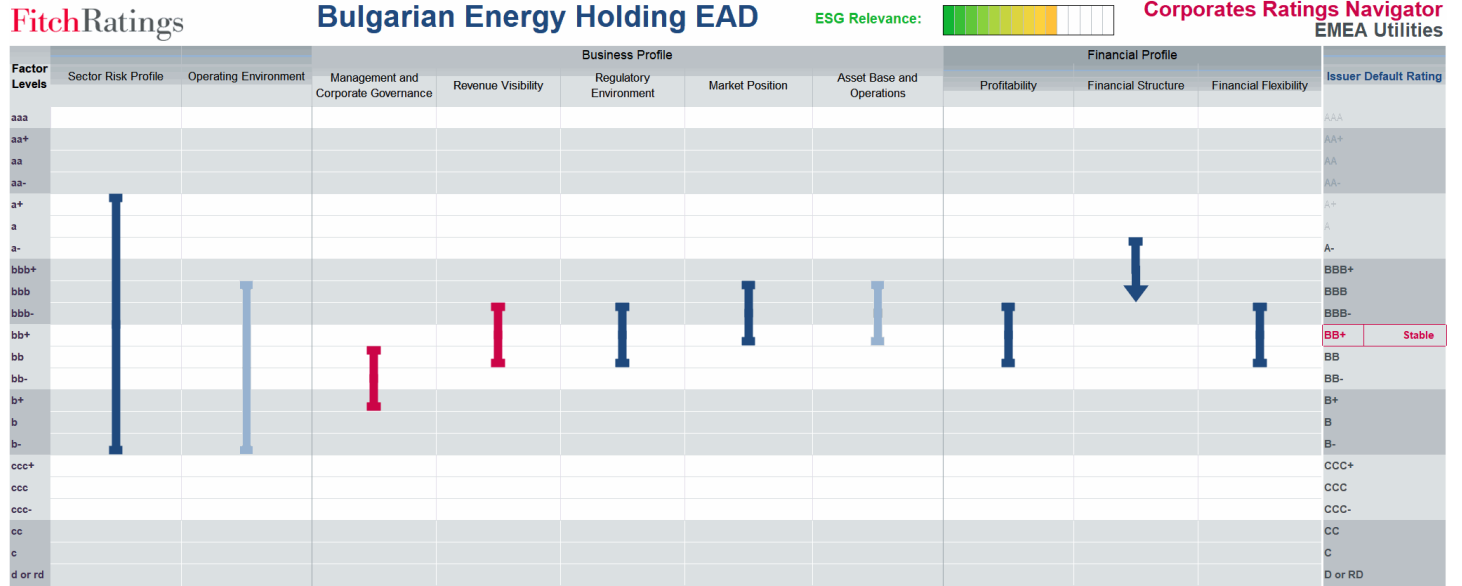 FitchRatings
Bulgarian Energy Holding EAD
ESG Relevance:
Corporates Ratings Navigator
EMEA Utilities
Factor
Levels
Business Profile
Financial Profile
Sector Risk Profile
Operating Environment
Management and
Corporate Governance
Revenue Visibility
Regulatory
Environment
Market Position
Asset Base and
Operations
Profitability
Financial Structure
Financial Flexibility
Issuer Default Rating
aaa AAA
aa+ AA+
aa AA
aa- AA-
a+ A+
a A
a- A-
bbb+ BBB+
bbb BBB
bbb- BBB-
bb+ BB+ Stable
bb BB
bb- BB-
b+ B+
b B
b- B-
ccc+ CCC+
ccc CCC
ccc- CCC-
cc CC
c C
d or rd D or RD